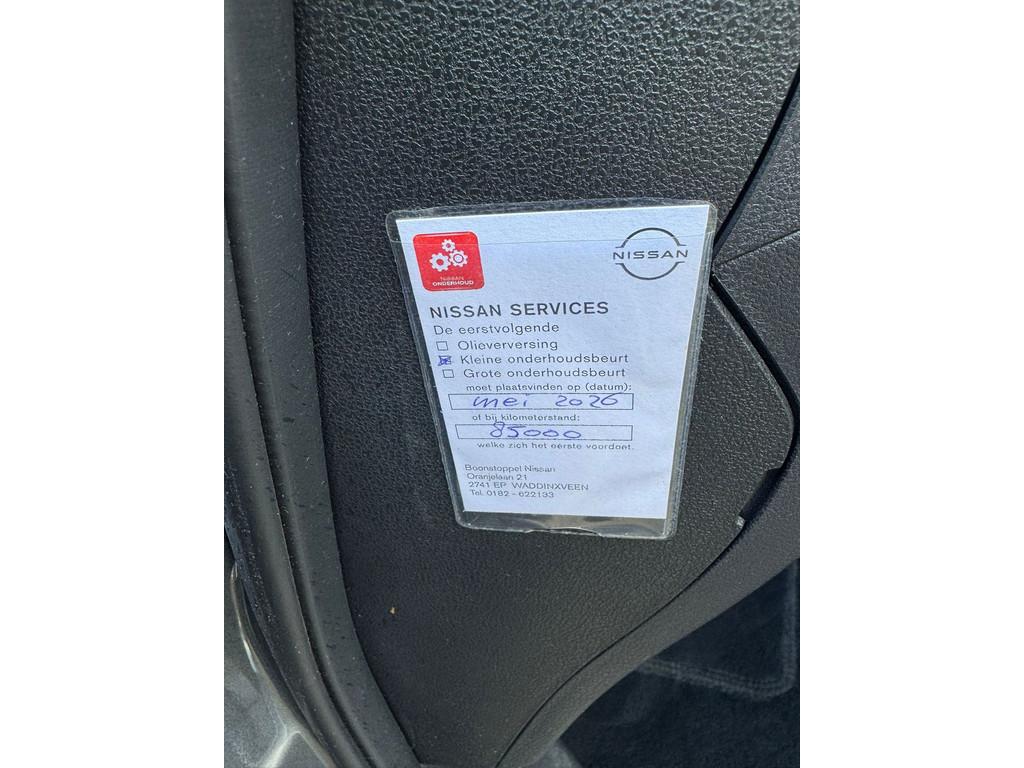 NISSAN
ONDERHOUD
NISSAN
NISSAN SERVICES
De eerstvolgende
Olieverversing
Kleine onderhoudsbeurt
Grote onderhoudsbeurt
moet plaatsvinden op (datum):
mei 2026
of bij kilometerstand:
85000
welke zich het eerste voordoet.
Boonstoppel Nissan
Oranjelaan 21
2741 EP WADDINXVEEN
Tel. 0182 - 622133